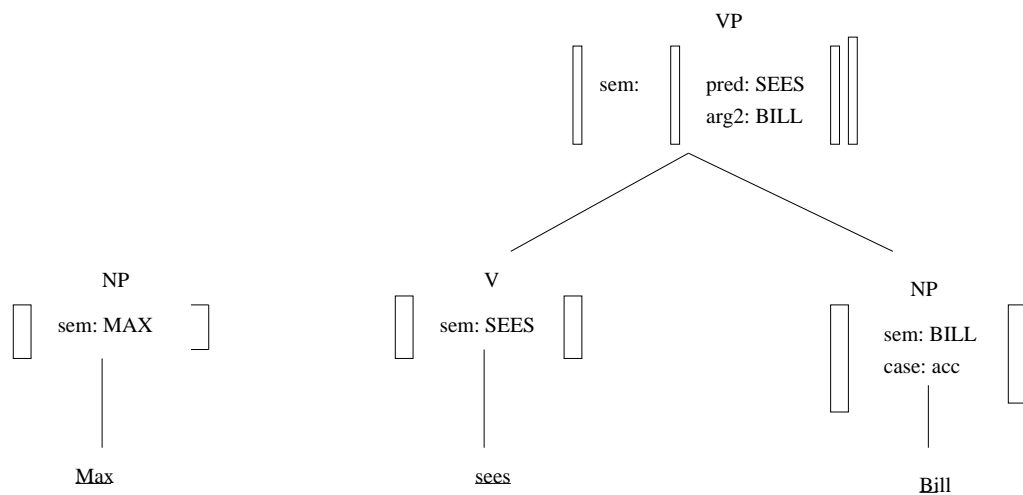 VP
sem: pred: SEES
arg2: BILL
NP
V
NP
sem: MAX
sem: SEES
sem: BILL
case: acc
Max
sees
Bill